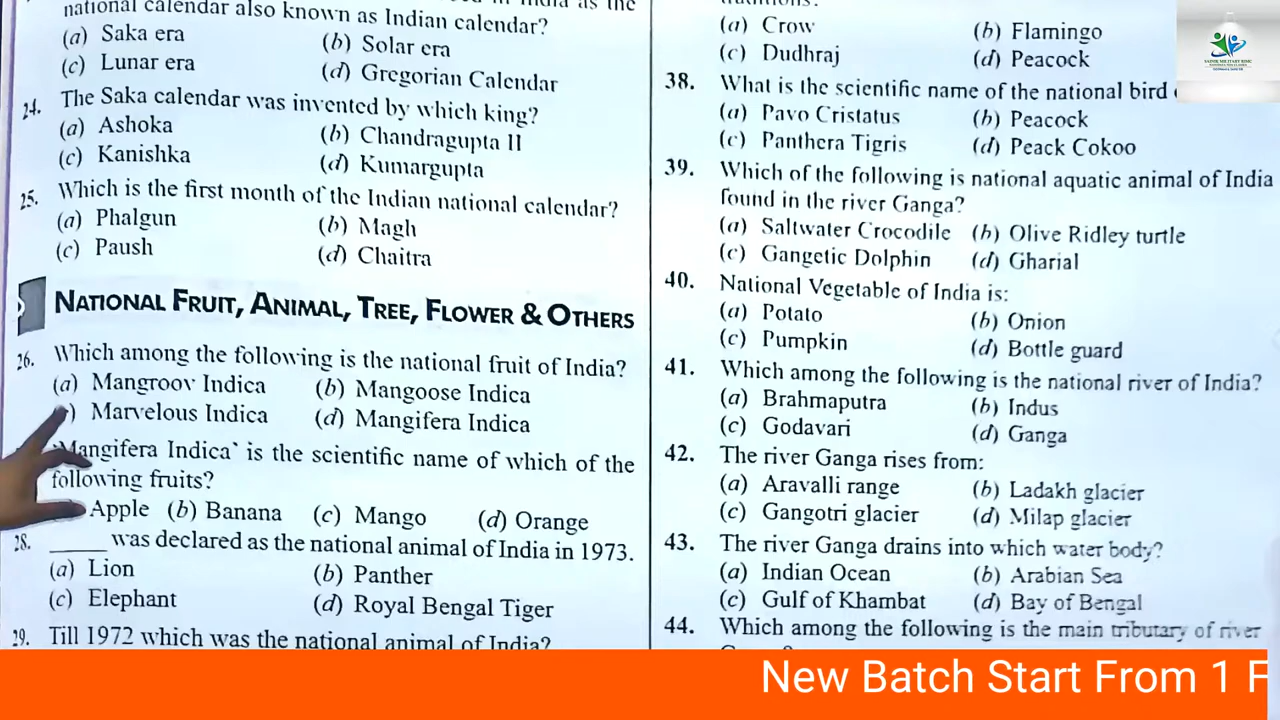 national calendar also known as Indian calendar?
(a) Saka era (b) Solar era
(c) Lunar era (d) Gregorian Calendar
24. The Saka calendar was invented by which king?
(a) Ashoka (b) Chandragupta II
(c) Kanishka (d) Kumargupta
25. Which is the first month of the Indian national calendar?
(a) Phalgun (b) Magh
(c) Paush (d) Chaitra
NATIONAL FRUIT, ANIMAL, TREE, FLOWER & OTHERS
26. Which among the following is the national fruit of India?
(a) Mangroov Indica (b) Mangoose Indica
) Marvelous Indica (d) Mangifera Indica
'Mangifera Indica' is the scientific name of which of the
following fruits?
Apple (b) Banana (c) Mango (d) Orange
28. _____ was declared as the national animal of India in 1973.
(a) Lion (b) Panther
(c) Elephant (d) Royal Bengal Tiger
29. Till 1972 which was the national animal of India?
(a) Crow (b) Flamingo
(c) Dudhraj (d) Peacock
38. What is the scientific name of the national bird
(a) Pavo Cristatus (b) Peacock
(c) Panthera Tigris (d) Peack Cokoo
39. Which of the following is national aquatic animal of India
found in the river Ganga?
(a) Saltwater Crocodile (b) Olive Ridley turtle
(c) Gangetic Dolphin (d) Gharial
40. National Vegetable of India is:
(a) Potato (b) Onion
(c) Pumpkin (d) Bottle guard
41. Which among the following is the national river of India?
(a) Brahmaputra (b) Indus
(c) Godavari (d) Ganga
42. The river Ganga rises from:
(a) Aravalli range (b) Ladakh glacier
(c) Gangotri glacier (d) Milap glacier
43. The river Ganga drains into which water body?
(a) Indian Ocean (b) Arabian Sea
(c) Gulf of Khambat (d) Bay of Bengal
44. Which among the following is the main tributary of river
New Batch Start From 1 F